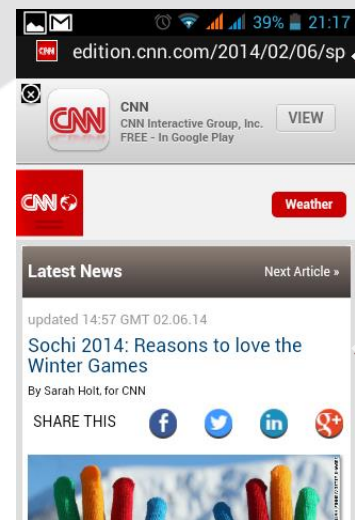 39% 21:17
CNN edition.cnn.com/2014/02/06/sp
CNN
CNN
CNN Interactive Group, Inc.
FREE - In Google Play
VIEW
CNN
Weather
Latest News Next Article »
updated 14:57 GMT 02.06.14
Sochi 2014: Reasons to love the
Winter Games
By Sarah Holt, for CNN
SHARE THIS f in g+